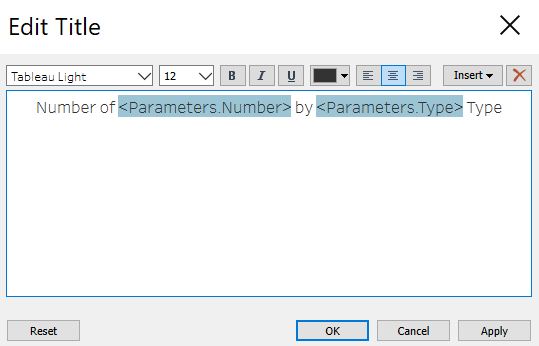 Edit Title
Tableau Light 12 B I U Insert
Number of <Parameters.Number> by <Parameters.Type> Type
Reset OK Cancel Apply